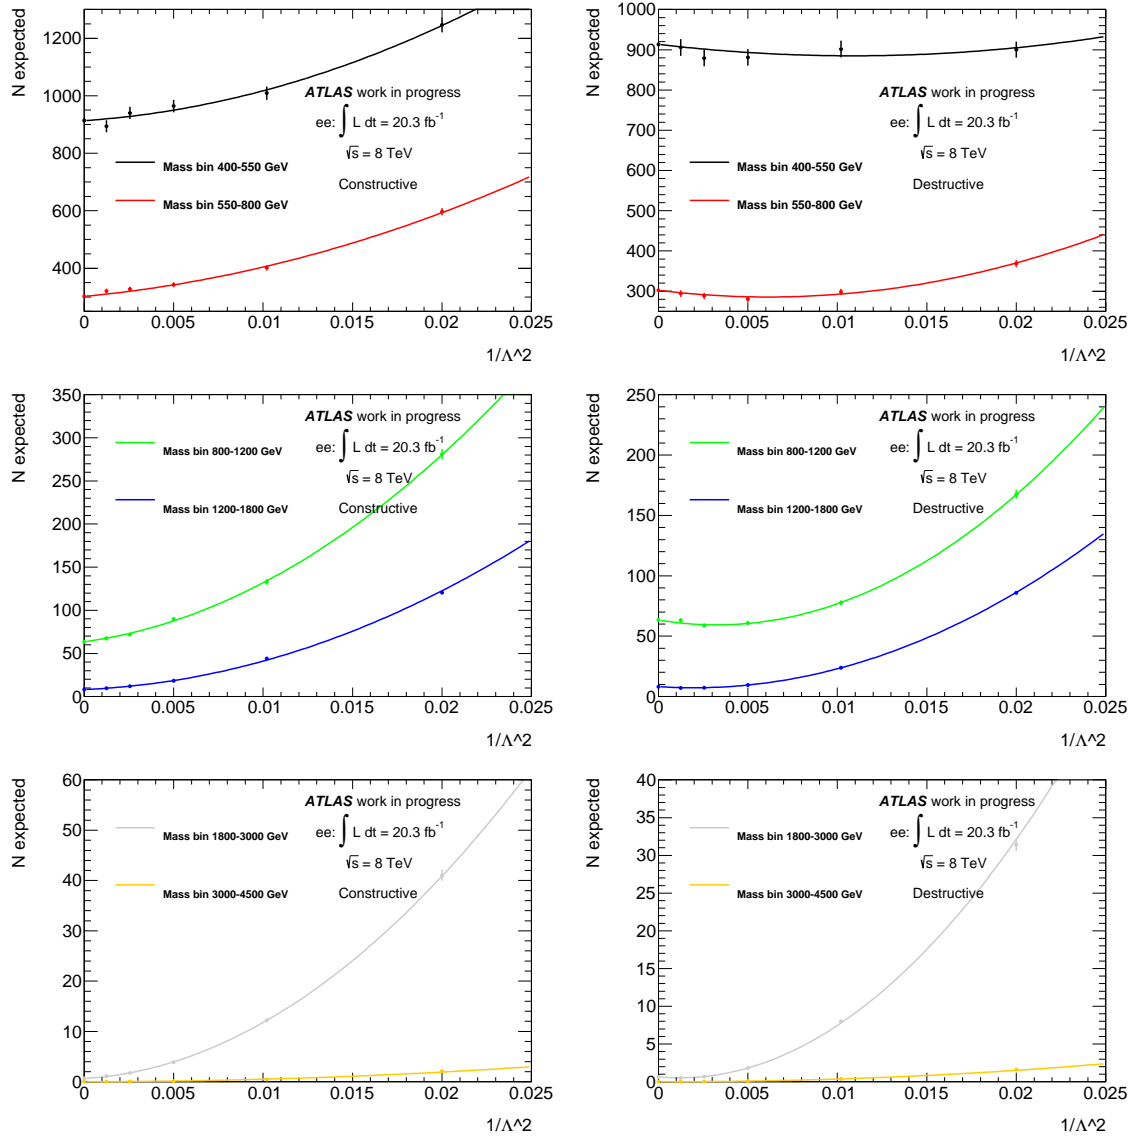 N expected
1200
1000
800
600
400
ATLAS work in progress
ee: ∫ L dt = 20.3 fb⁻¹
√s = 8 TeV
Constructive
Mass bin 400-550 GeV
Mass bin 550-800 GeV
0 0.005 0.01 0.015 0.02 0.025
1/Λ^2
N expected
1000
900
800
700
600
500
400
300
ATLAS work in progress
ee: ∫ L dt = 20.3 fb⁻¹
√s = 8 TeV
Destructive
Mass bin 400-550 GeV
Mass bin 550-800 GeV
0 0.005 0.01 0.015 0.02 0.025
1/Λ^2
N expected
350
300
250
200
150
100
50
0
ATLAS work in progress
ee: ∫ L dt = 20.3 fb⁻¹
√s = 8 TeV
Constructive
Mass bin 800-1200 GeV
Mass bin 1200-1800 GeV
0 0.005 0.01 0.015 0.02 0.025
1/Λ^2
N expected
250
200
150
100
50
0
ATLAS work in progress
ee: ∫ L dt = 20.3 fb⁻¹
√s = 8 TeV
Destructive
Mass bin 800-1200 GeV
Mass bin 1200-1800 GeV
0 0.005 0.01 0.015 0.02 0.025
1/Λ^2
N expected
60
50
40
30
20
10
0
ATLAS work in progress
ee: ∫ L dt = 20.3 fb⁻¹
√s = 8 TeV
Constructive
Mass bin 1800-3000 GeV
Mass bin 3000-4500 GeV
0 0.005 0.01 0.015 0.02 0.025
1/Λ^2
N expected
40
35
30
25
20
15
10
5
0
ATLAS work in progress
ee: ∫ L dt = 20.3 fb⁻¹
√s = 8 TeV
Destructive
Mass bin 1800-3000 GeV
Mass bin 3000-4500 GeV
0 0.005 0.01 0.015 0.02 0.025
1/Λ^2